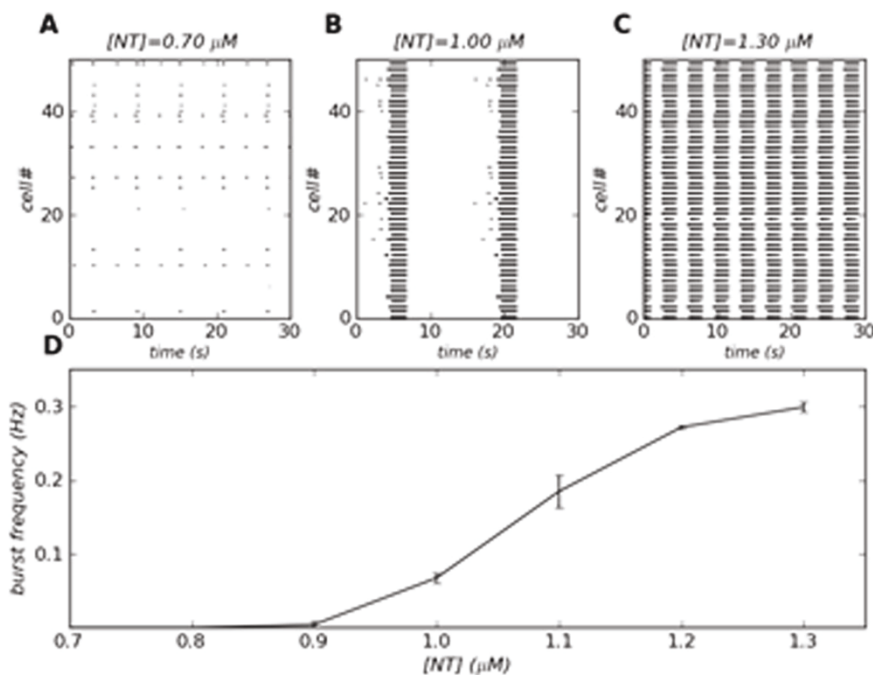 A B C
[NT]=0.70 μM [NT]=1.00 μM [NT]=1.30 μM
cell# 40 20 0
0 10 20 30
time (s)
cell# 40 20 0
0 10 20 30
time (s)
cell# 40 20 0
0 10 20 30
time (s)
D
burst frequency (Hz)
0.3
0.2
0.1
0.7 0.8 0.9 1.0 1.1 1.2 1.3
[NT] (μM)